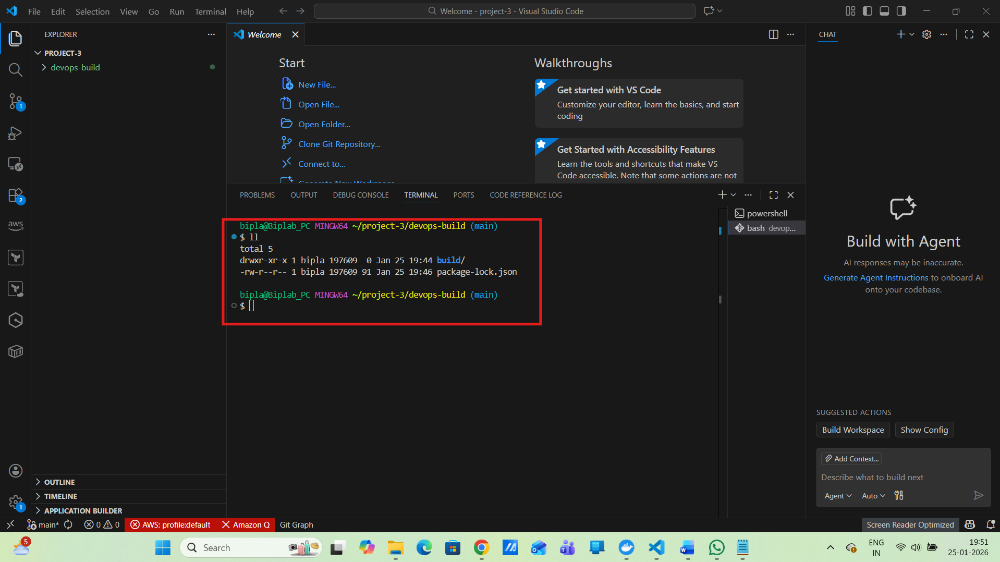 File Edit Selection View Go Run Terminal Help
Welcome - project-3 - Visual Studio Code
EXPLORER
PROJECT-3
devops-build
1
2
aws
1
OUTLINE
TIMELINE
APPLICATION BUILDER
Welcome
Start
New File...
Open File...
Open Folder...
Clone Git Repository...
Connect to...
Generate New Workspace
Walkthroughs
Get started with VS Code
Customize your editor, learn the basics, and start
coding
Get Started with Accessibility Features
Learn the tools and shortcuts that make VS
Code accessible. Note that some actions are not
PROBLEMS OUTPUT DEBUG CONSOLE TERMINAL PORTS CODE REFERENCE LOG
bipla@Biplab_PC MINGW64 ~/project-3/devops-build (main)
$ ll
total 5
drwxr-xr-x 1 bipla 197609  0 Jan 25 19:44 build/
-rw-r--r-- 1 bipla 197609 91 Jan 25 19:46 package-lock.json
bipla@Biplab_PC MINGW64 ~/project-3/devops-build (main)
$
powershell
bash devop...
CHAT
Build with Agent
AI responses may be inaccurate.
Generate Agent Instructions to onboard AI
onto your codebase.
SUGGESTED ACTIONS
Build Workspace Show Config
Add Context...
Describe what to build next
Agent Auto
main* 0 0 AWS: profile:default Amazon Q Git Graph
Screen Reader Optimized
5
Search
ENG
IN
19:51
25-01-2026